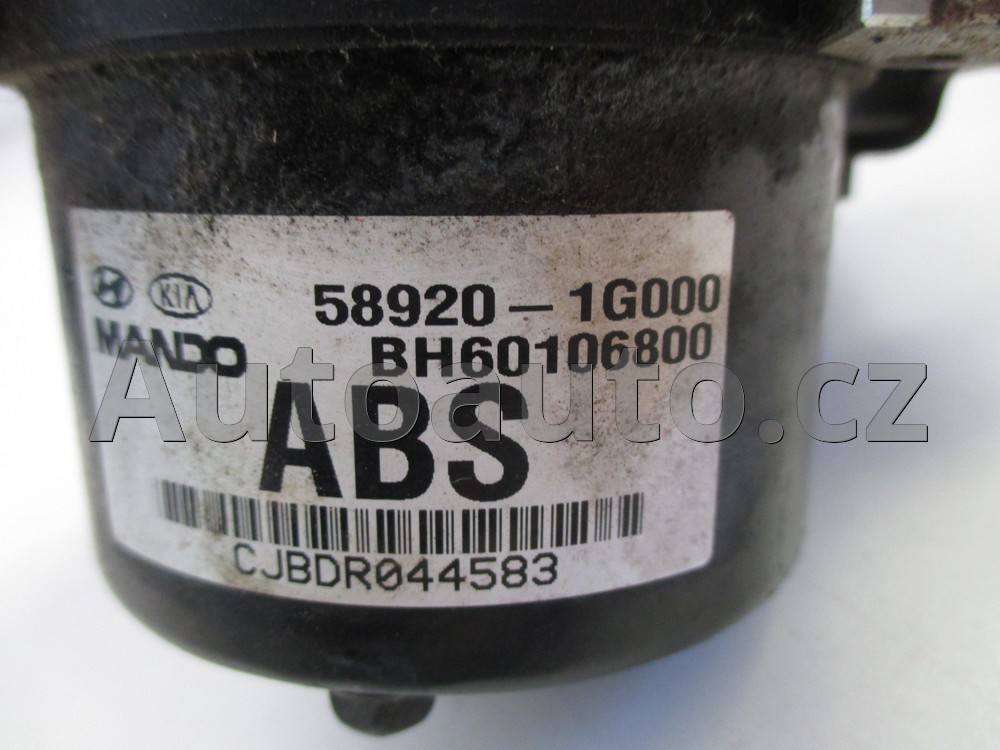 KIA 58920-1G000
MANDO BH60106800
Autoauto.cz
ABS
CJBDR044583